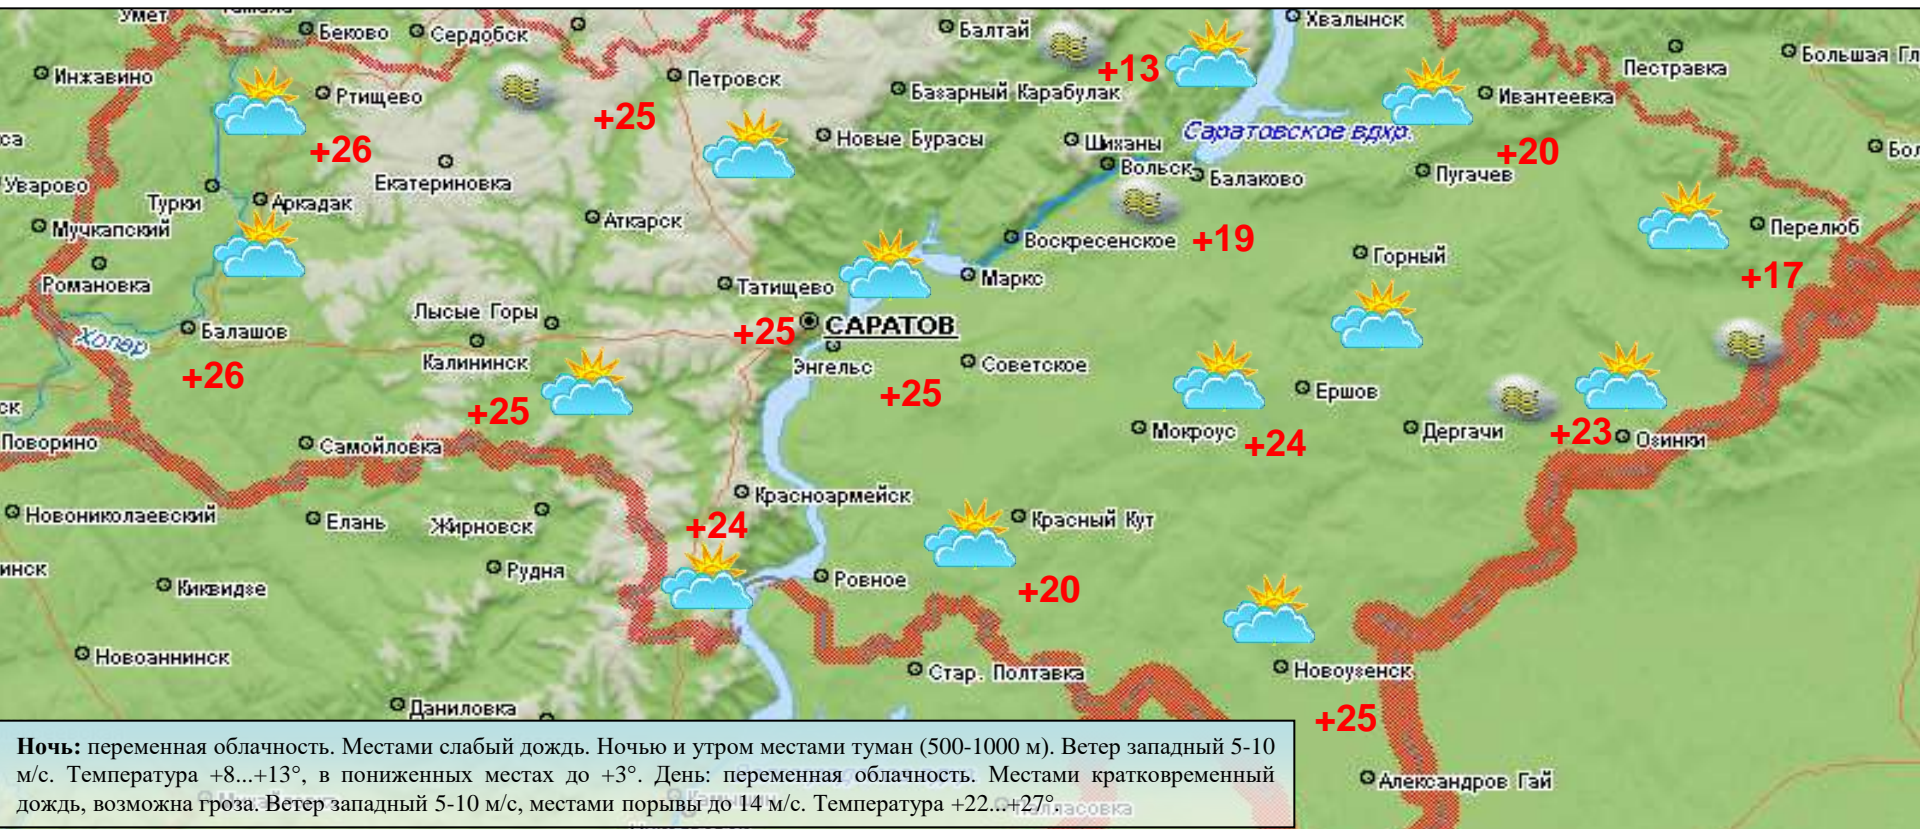 Умет
Беково
Сердобск
Балтай
Хвалынск
Инжавино
Ртищево
Петровск
+13
Пестравка
Большая Гл
+25
Базарный Карабулак
Ивантеевка
са
+26
Новые Бурасы
Шиханы
Саратовское вдхр.
+20
Бол
Уварово
Екатериновка
Вольск
Балаково
Пугачев
Турки
Аркадак
Мучкапский
Аткарск
Воскресенское
+19
Перелюб
Горный
Романовка
Татищево
Маркс
+17
Лысые Горы
Хопер
Балашов
+25
САРАТОВ
Калининск
Энгельс
Советское
+26
+25
Ершов
ск
+25
Поворино
Самойловка
Мокроус
+24
Дергачи
+23
Озинки
Красноармейск
Новониколаевский
Елань
Жирновск
+24
Красный Кут
инск
Рудня
Ровное
Киквидзе
+20
Новоаннинск
Стар. Полтавка
Новоузенск
Даниловка
+25
Ночь: переменная облачность. Местами слабый дождь. Ночью и утром местами туман (500-1000 м). Ветер западный 5-10
м/с. Температура +8...+13°, в пониженных местах до +3°. День: переменная облачность. Местами кратковременный
дождь, возможна гроза. Ветер западный 5-10 м/с, местами порывы до 14 м/с. Температура +22...+27°.
Александров Гай